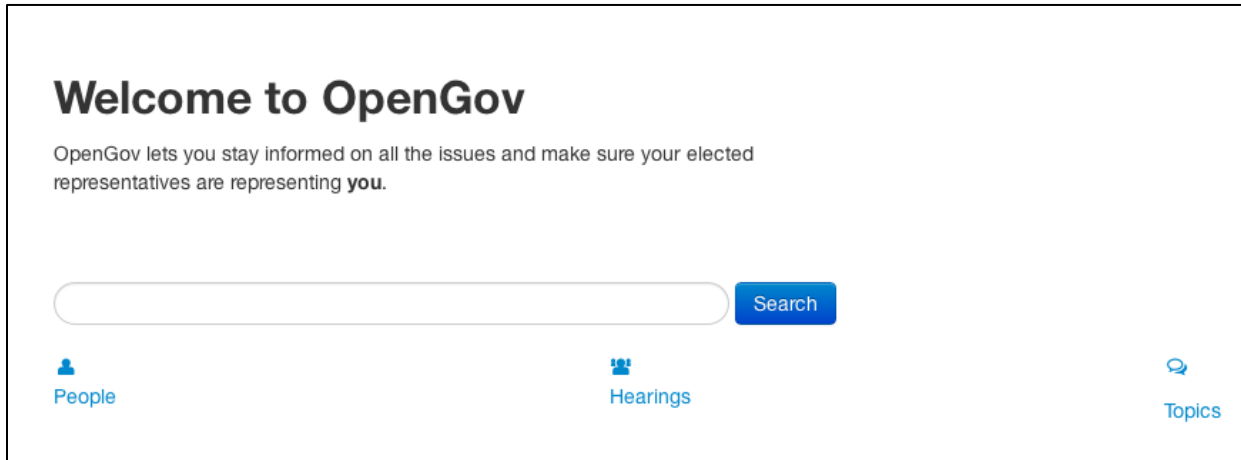 Welcome to OpenGov
OpenGov lets you stay informed on all the issues and make sure your elected
representatives are representing you.
Search
People
Hearings
Topics